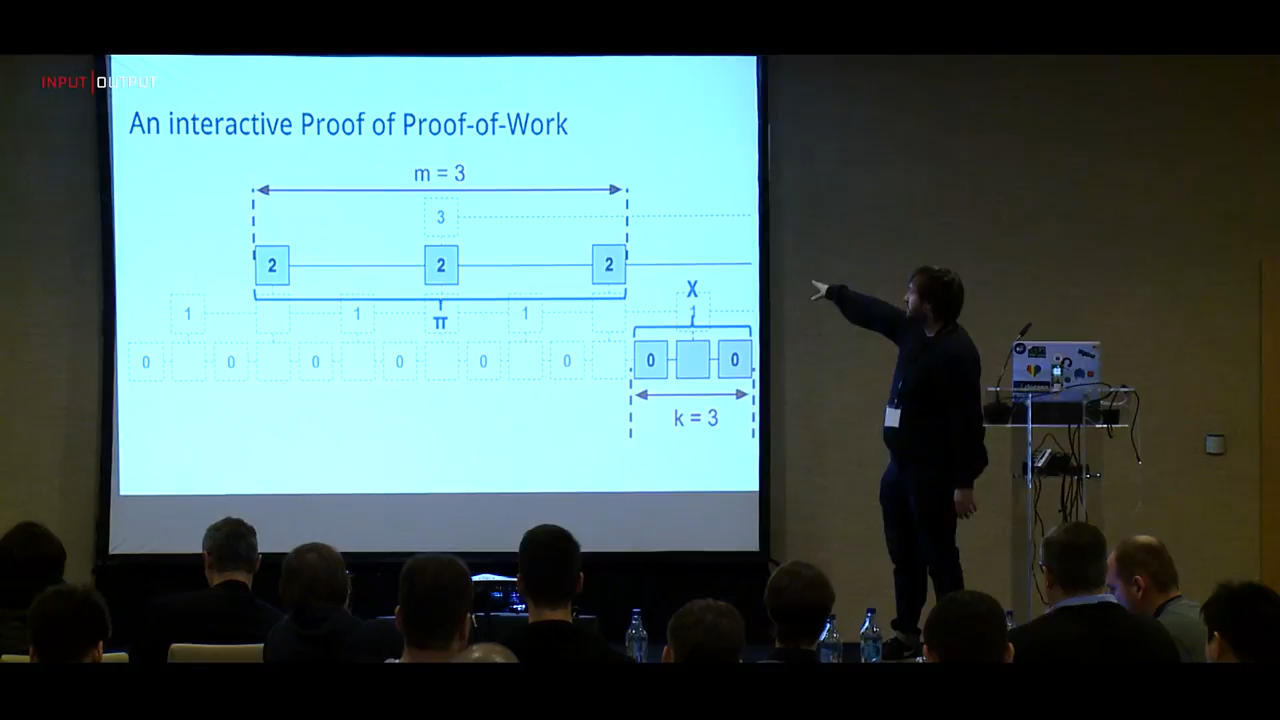 INPUT|OUTPUT
An interactive Proof of Proof-of-Work
m = 3
3
2 2 2
X
1 1 π 1 1
0 0 0 0 0 0 0 0
k = 3